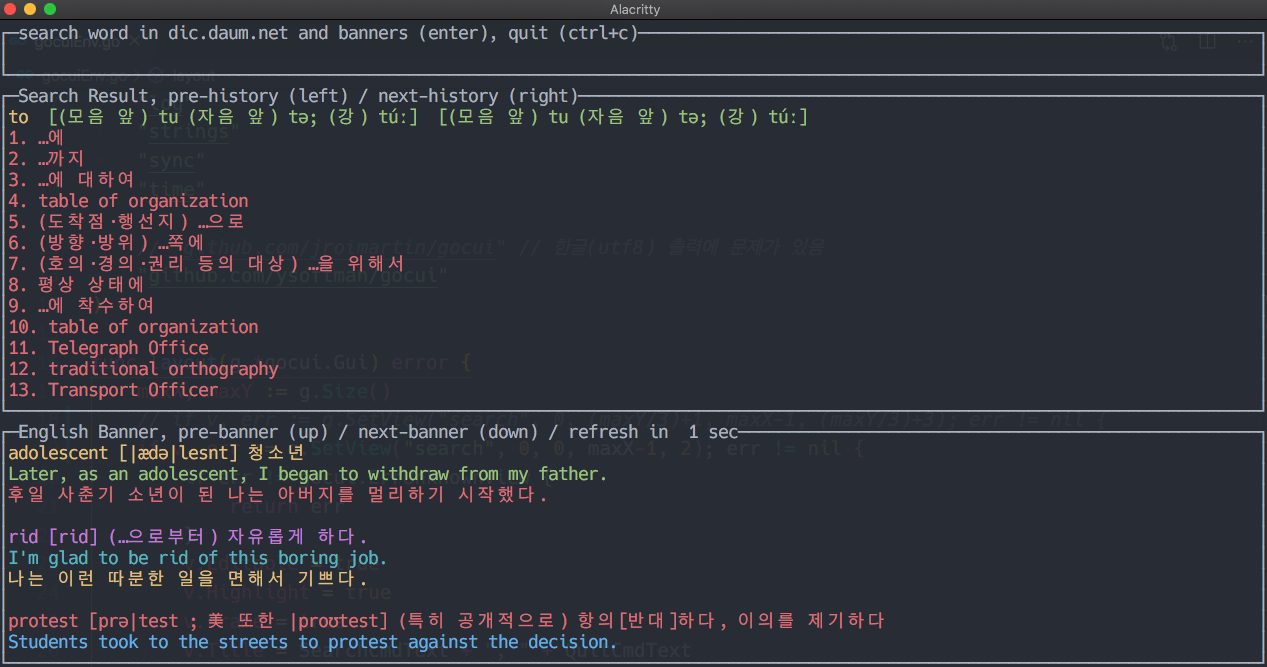 Alacritty
search word in dic.daum.net and banners (enter), quit (ctrl+c)
Search Result, pre-history (left) / next-history (right)
to [(모음 앞) tu (자음 앞) tə; (강) túː] [(모음 앞) tu (자음 앞) tə; (강) túː]
1. …에
2. …까지
3. …에 대하여
4. table of organization
5. (도착점·행선지) …으로
6. (방향·방위) …쪽에
7. (호의·경의·권리 등의 대상) …을 위해서
8. 평상 상태에
9. …에 착수하여
10. table of organization
11. Telegraph Office
12. traditional orthography
13. Transport Officer
English Banner, pre-banner (up) / next-banner (down) / refresh in 1 sec
adolescent [|ædə|lesnt] 청소년
Later, as an adolescent, I began to withdraw from my father.
후일 사춘기 소년이 된 나는 아버지를 멀리하기 시작했다.
rid [rid] (…으로부터) 자유롭게 하다.
I'm glad to be rid of this boring job.
나는 이런 따분한 일을 면해서 기쁘다.
protest [prə|test ; 美 또한 |proʊtest] (특히 공개적으로) 항의[반대]하다, 이의를 제기하다
Students took to the streets to protest against the decision.